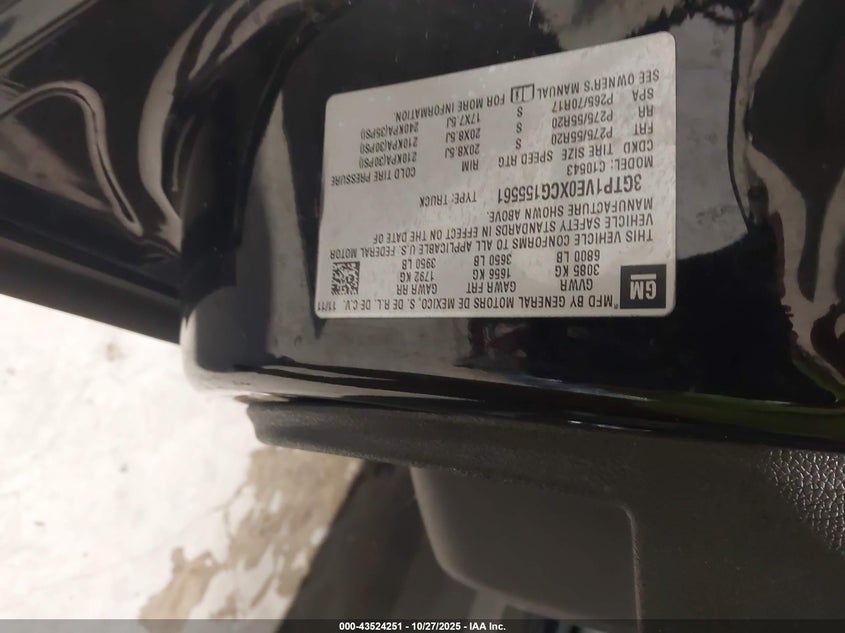 GM
®MFD BY GENERAL MOTORS DE MEXICO, S. DE R.L. DE C.V. 11/11
GVWR GAWR FRT GAWR RR
3085 KG 1656 KG 1792 KG
6800 LB 3650 LB 3950 LB
THIS VEHICLE CONFORMS TO ALL APPLICABLE U.S. FEDERAL MOTOR
VEHICLE SAFETY STANDARDS IN EFFECT ON THE DATE OF
MANUFACTURE SHOWN ABOVE.
3GTP1VE0XCG155561 TYPE: TRUCK
MODEL: C10543
COKD TIRE SIZE SPEED RTG RIM COLD TIRE PRESSURE
FRT P275/55R20 S 20X8.5J 210KPA(30PSI)
RR P275/55R20 S 20X8.5J 210KPA(30PSI)
SPA P265/70R17 S 17X7.5J 240KPA(35PSI)
SEE OWNER'S MANUAL FOR MORE INFORMATION.
000-43524251 | 10/27/2025 - IAA Inc.